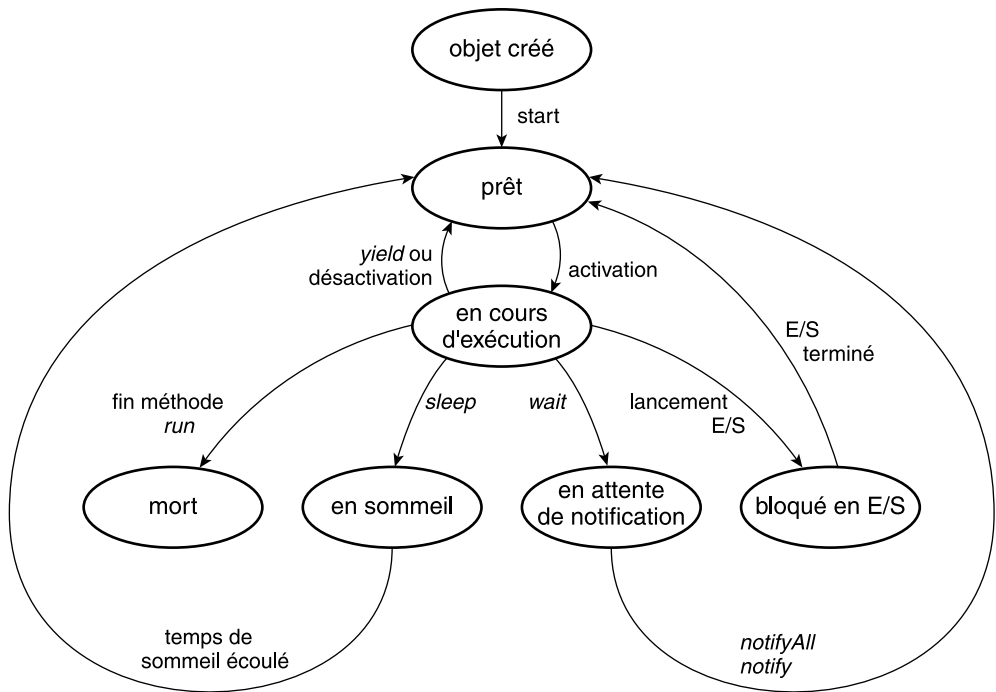 objet créé
start
prêt
yield ou
désactivation
activation
en cours
d'exécution
E/S
terminé
fin méthode
run
sleep
wait
lancement
E/S
mort
en sommeil
en attente
de notification
bloqué en E/S
temps de
sommeil écoulé
notifyAll
notify